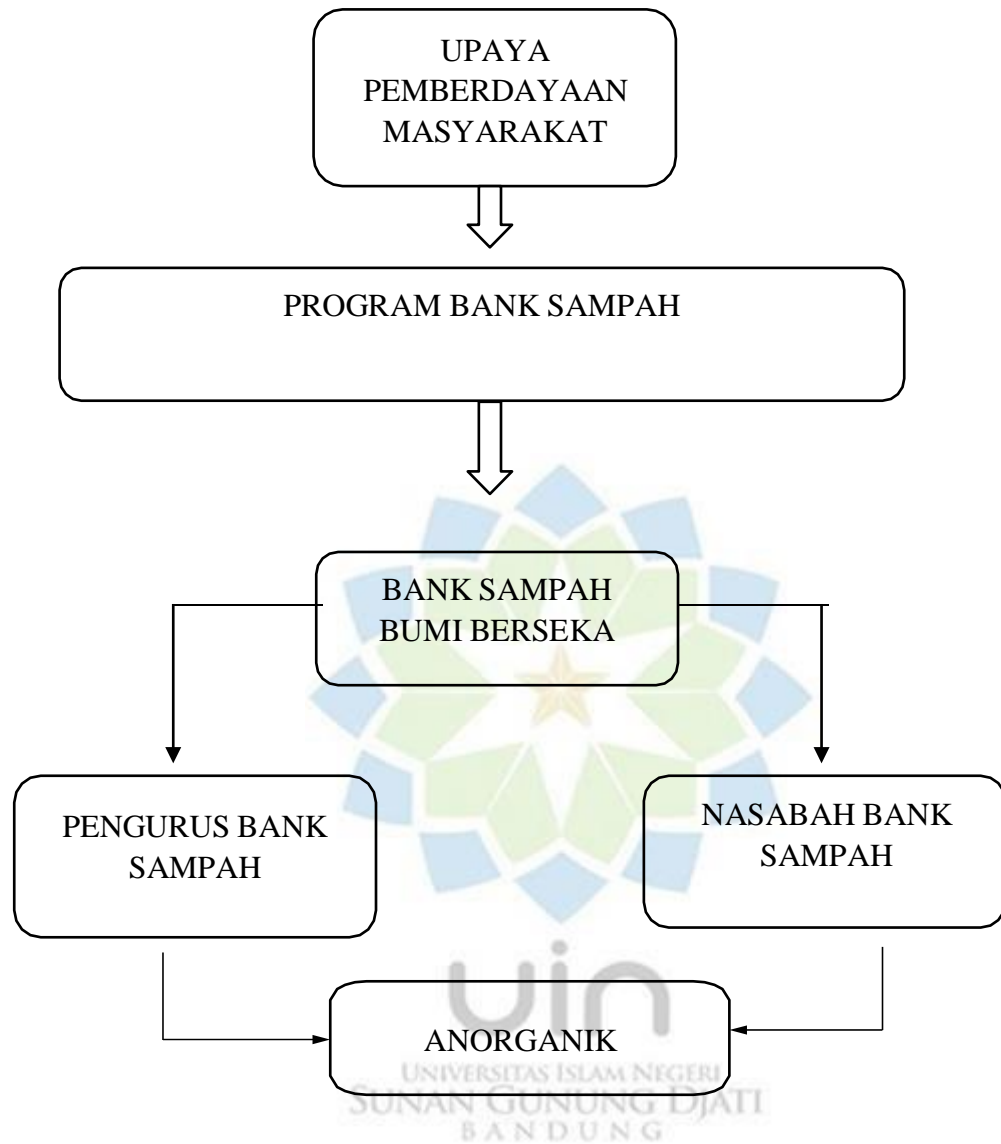 UPAYA
PEMBERDAYAAN
MASYARAKAT
PROGRAM BANK SAMPAH
BANK SAMPAH
BUMI BERSEKA
PENGURUS BANK
SAMPAH
NASABAH BANK
SAMPAH
uin
ANORGANIK
UNIVERSITAS ISLAM NEGERI
SUNAN GUNUNG DJATI
BANDUNG